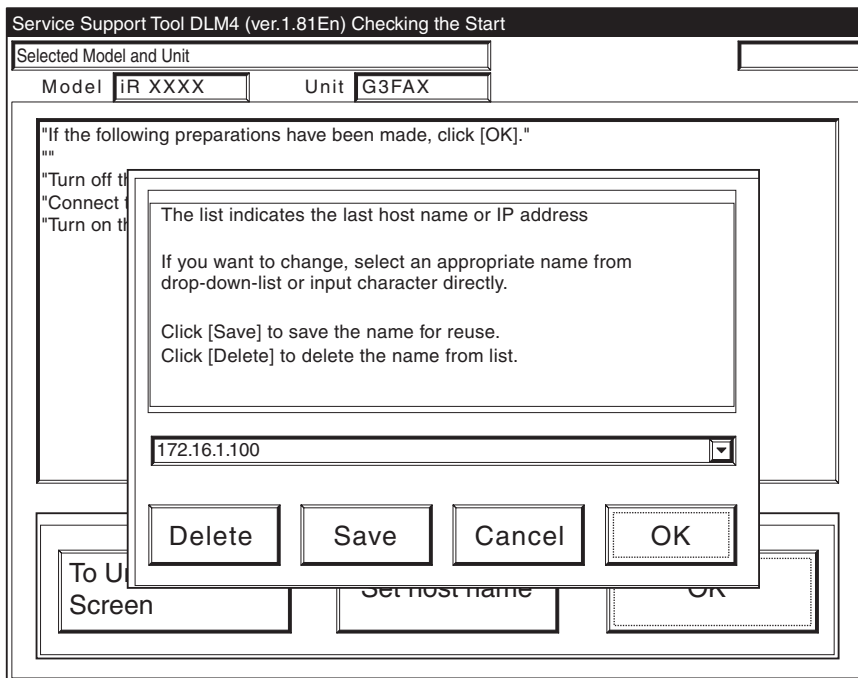 Service Support Tool DLM4 (ver.1.81En) Checking the Start
Selected Model and Unit
Model iR XXXX Unit G3FAX
"If the following preparations have been made, click [OK]."
""
"Turn off
"Connect
"Turn on
The list indicates the last host name or IP address
If you want to change, select an appropriate name from
drop-down-list or input character directly.
Click [Save] to save the name for reuse.
Click [Delete] to delete the name from list.
172.16.1.100
Delete Save Cancel OK
To
Screen
Set host name
OK